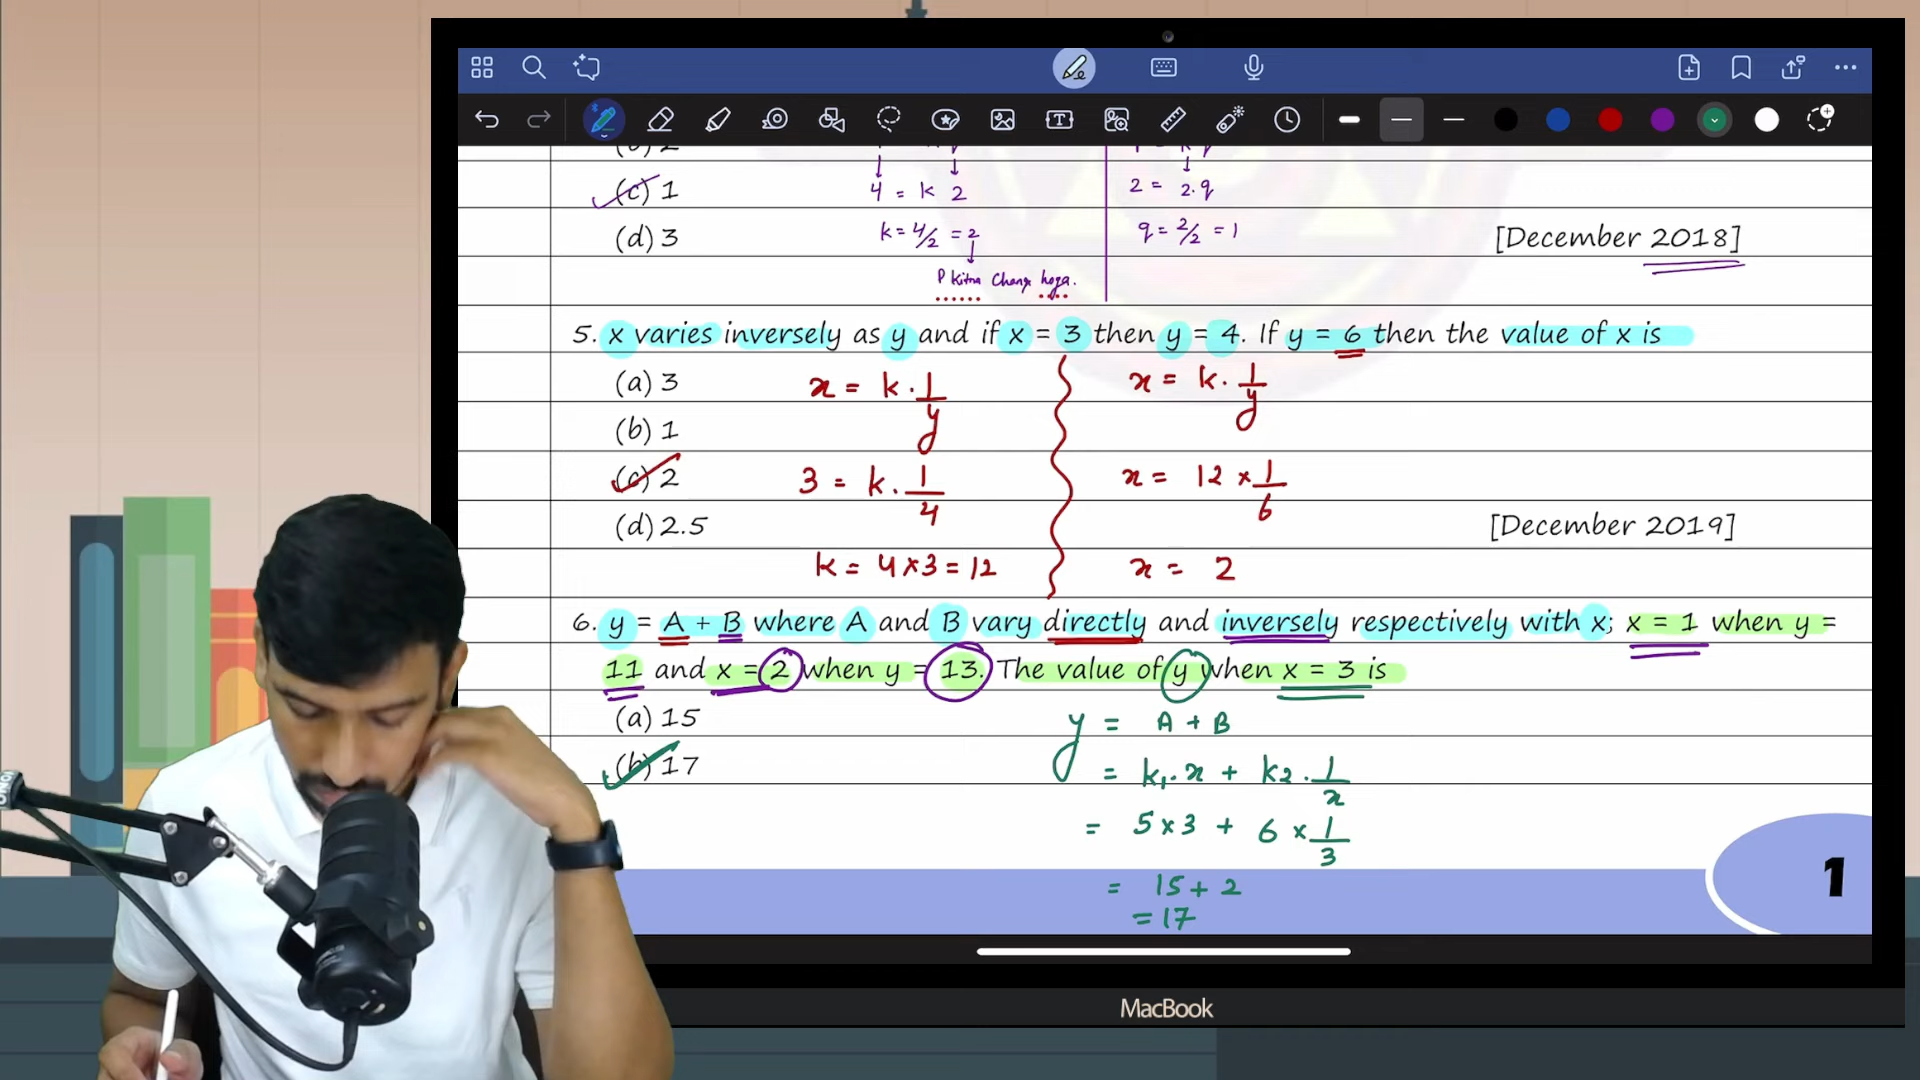 (c) 1
4 = k 2
2 = 2.q
(d) 3
k = 4/2 = 2
q = 2/2 = 1
[December 2018]
P kitna Change hoga.
5. x varies inversely as y and if x = 3 then y = 4. If y = 6 then the value of x is
(a) 3
x = k . 1/y
x = k . 1/y
(b) 1
(c) 2
3 = k . 1/4
x = 12 × 1/6
(d) 2.5
[December 2019]
k = 4×3 = 12
x = 2
6. y = A + B where A and B vary directly and inversely respectively with x; x = 1 when y =
11 and x = 2 when y = 13. The value of y when x = 3 is
(a) 15
y = A + B
(b) 17
= k₁.x + k2 . 1/x
= 5×3 + 6 × 1/3
= 15 + 2
= 17
1
MacBook